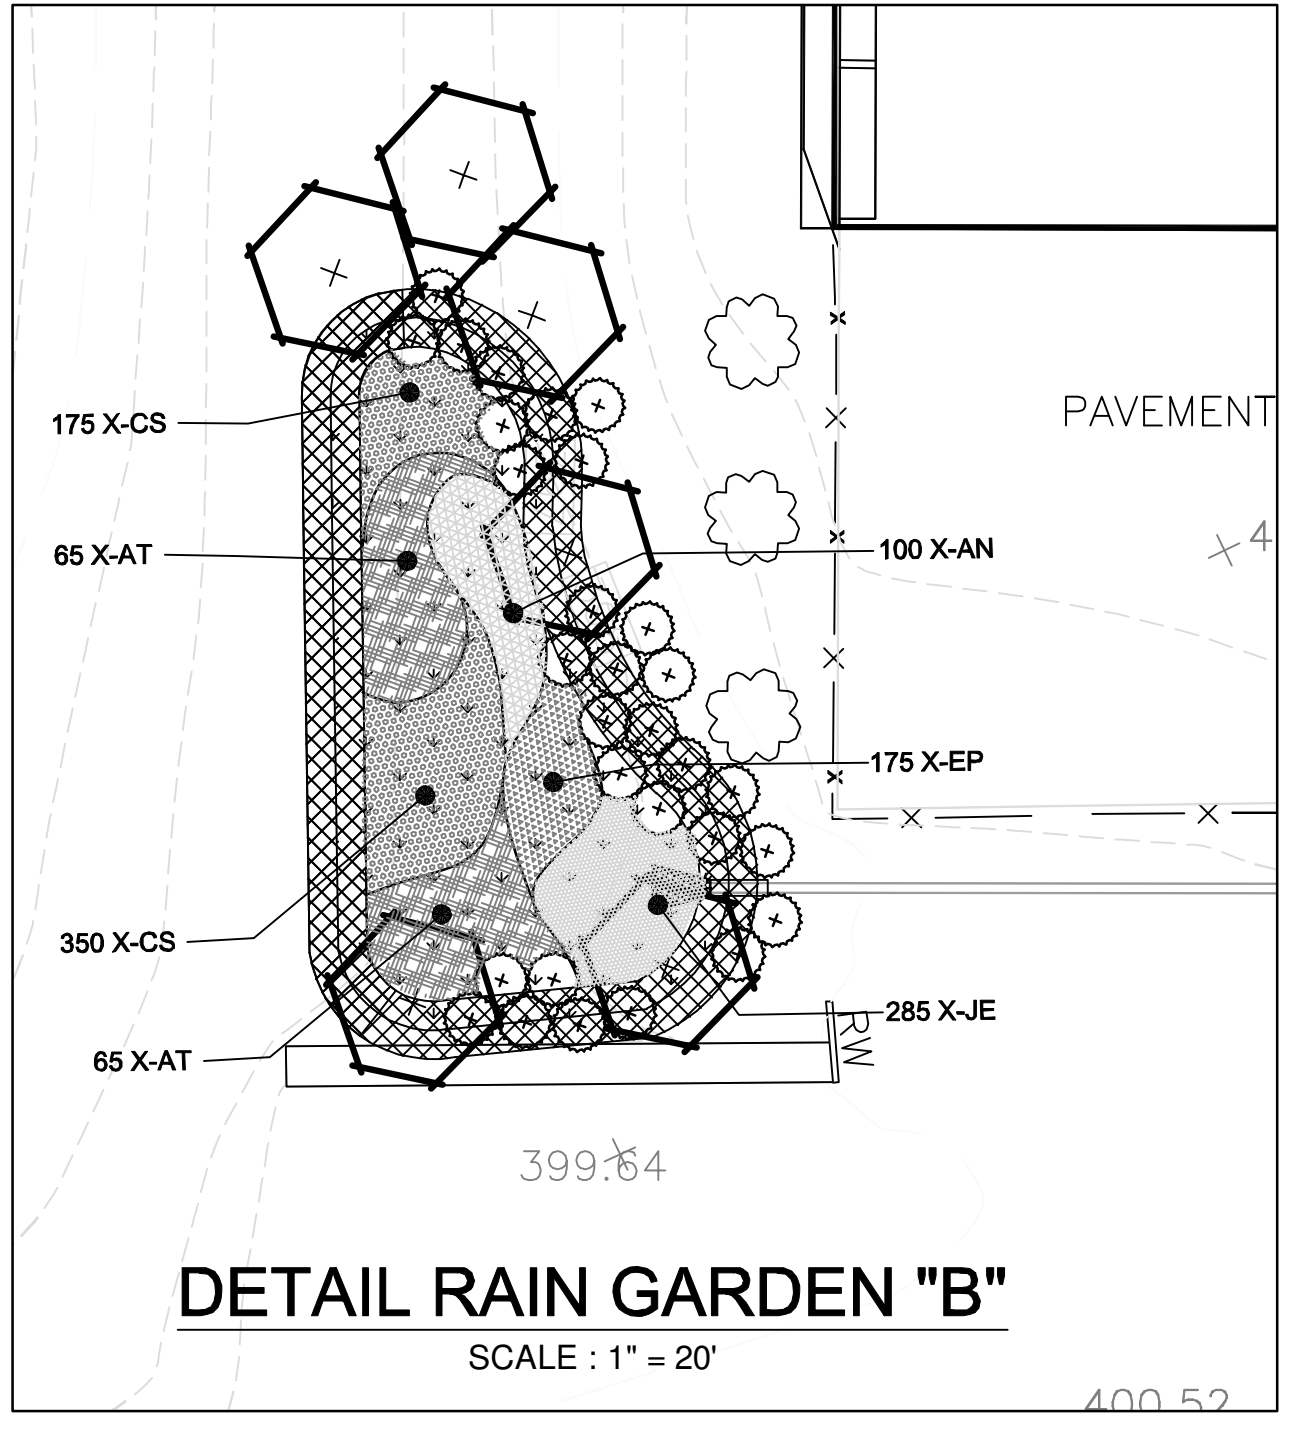 PAVEMENT
175 X-CS
4
65 X-AT
100 X-AN
175 X-EP
350 X-CS
285 X-JE
RW
65 X-AT
399.64
DETAIL RAIN GARDEN "B"
SCALE : 1" = 20'
400.52